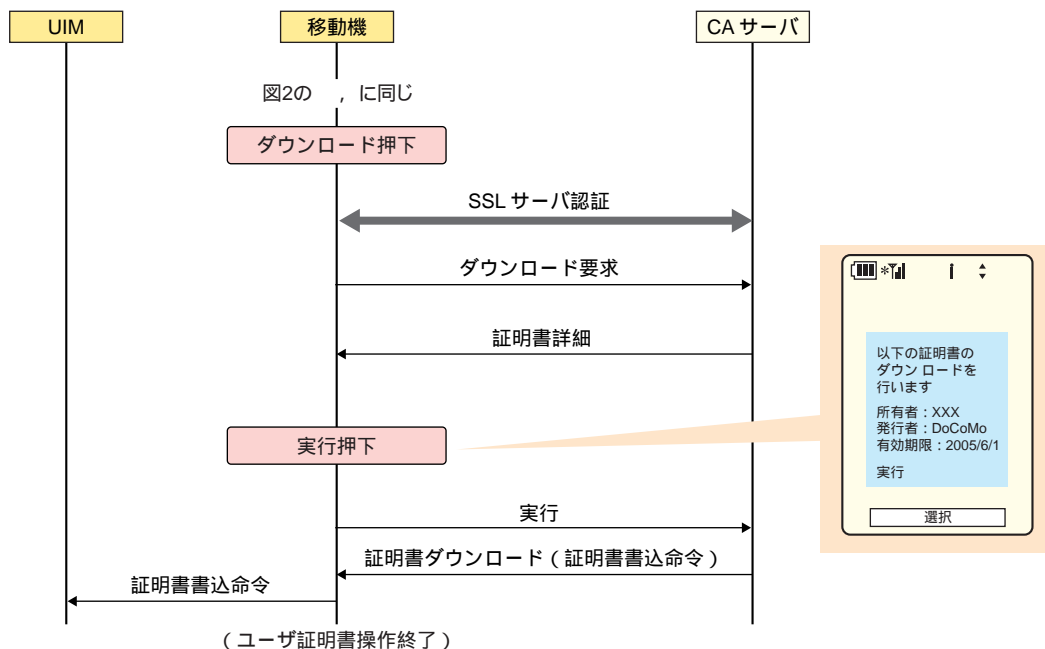 UIM
移動機
CAサーバ
図2の　,に同じ
ダウンロード押下
SSLサーバ認証
ダウンロード要求
証明書詳細
以下の証明書の
ダウン ロードを
行います
所有者：XXX
発行者：DoCoMo
有効期限：2005/6/1
実行
選択
実行押下
実行
証明書ダウンロード（証明書書込命令）
証明書書込命令
（ユーザ証明書操作終了）